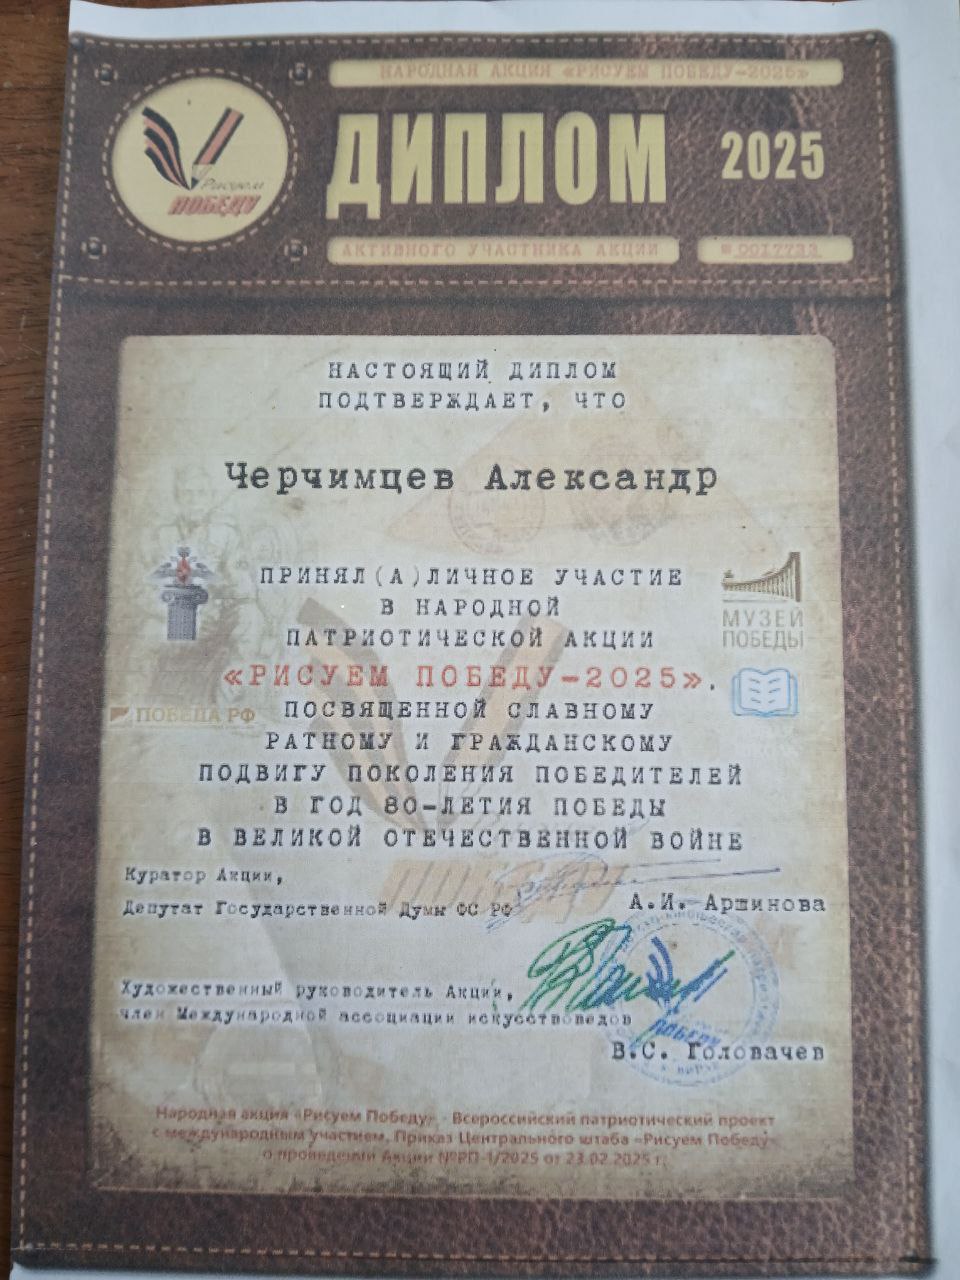 НАРОДНАЯ АКЦИЯ «РИСУЕМ ПОБЕДУ-2025»
ДИПЛОМ 2025
Рисуем
ПОБЕДУ
АКТИВНОГО УЧАСТНИКА АКЦИИ
№ 0017733
НАСТОЯЩИЙ ДИПЛОМ
ПОДТВЕРЖДАЕТ, ЧТО
Черчимцев Александр
ПРИНЯЛ(А)ЛИЧНОЕ УЧАСТИЕ
В НАРОДНОЙ
ПАТРИОТИЧЕСКОЙ АКЦИИ
«РИСУЕМ ПОБЕДУ-2025»,
ПОСВЯЩЕННОЙ СЛАВНОМУ
РАТНОМУ И ГРАЖДАНСКОМУ
ПОДВИГУ ПОКОЛЕНИЯ ПОБЕДИТЕЛЕЙ
В ГОД 80-ЛЕТИЯ ПОБЕДЫ
В ВЕЛИКОЙ ОТЕЧЕСТВЕННОЙ ВОЙНЕ
МУЗЕЙ
ПОБЕДЫ
ПОБЕДА РФ
Куратор Акции,
Депутат Государственной Думы ФС РФ
А.И. Аршинова
Художественный руководитель Акции,
член Международной ассоциации искусствоведов
ПОБЕДУ
В.С. Головачев
Народная акция «Рисуем Победу» - Всероссийский патриотический проект
с международным участием. Приказ Центрального штаба «Рисуем Победу»
о проведении Акции №РП-1/2025 от 23.02.2025 г.